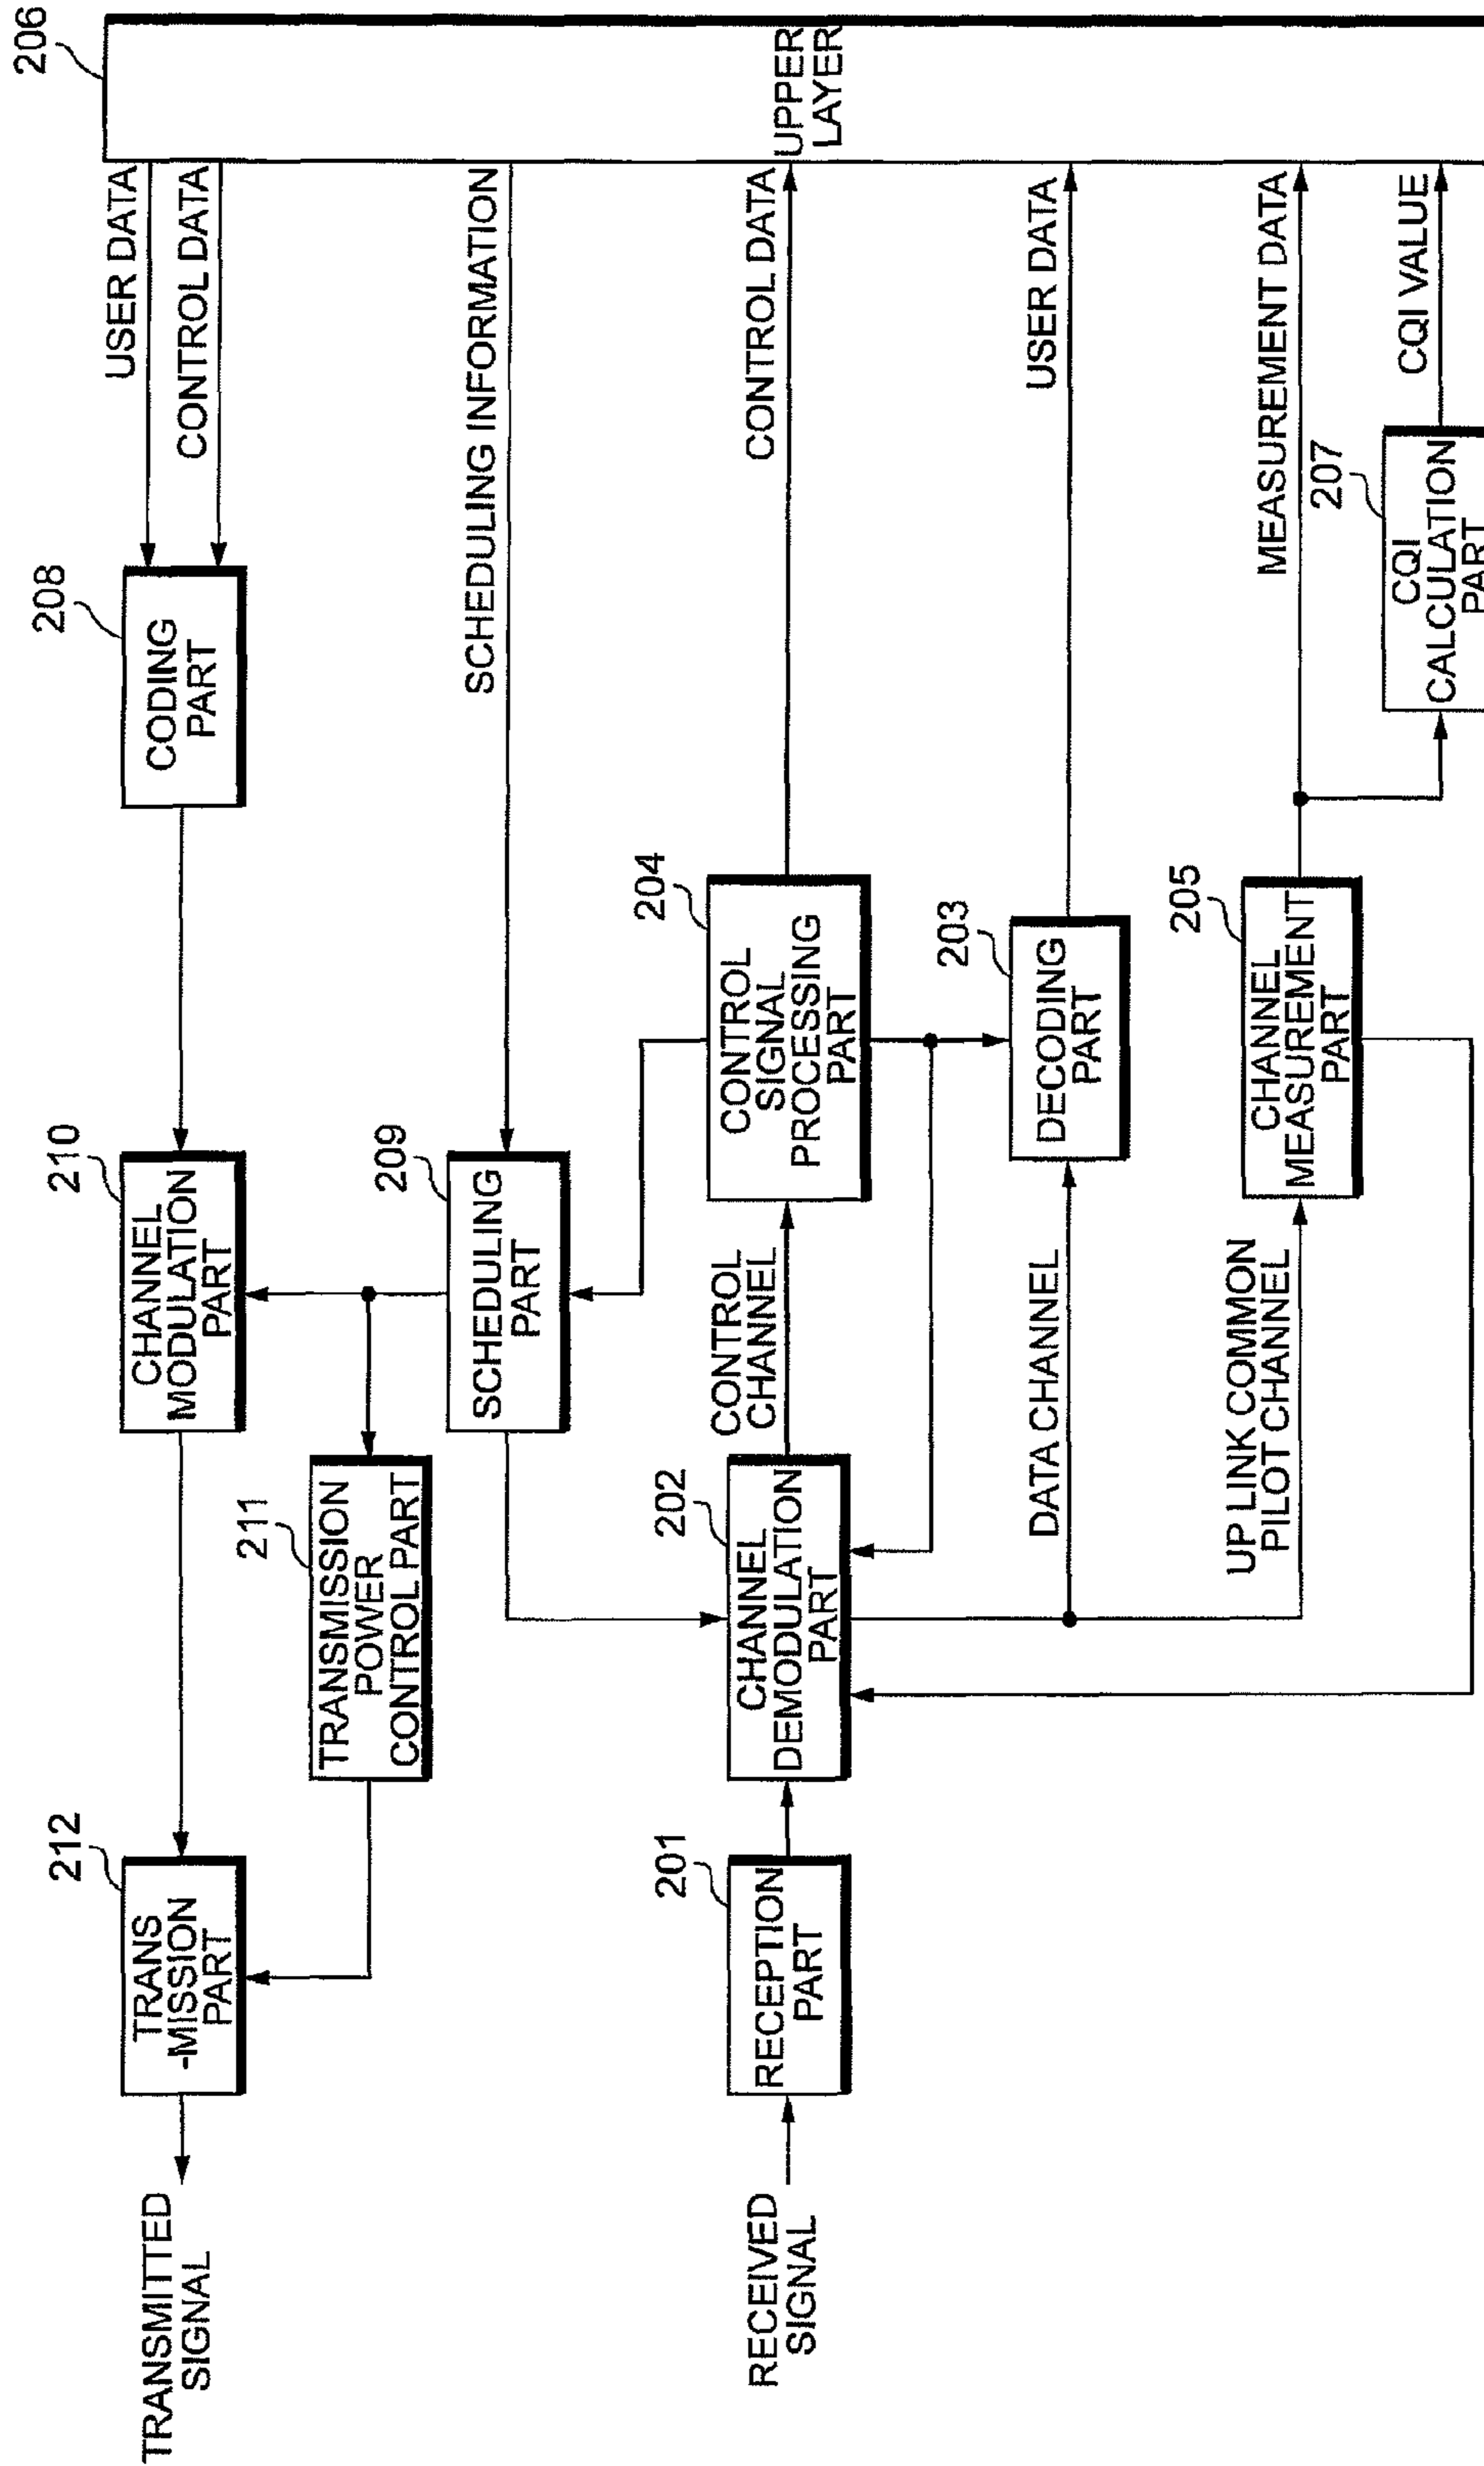 206
UPPER
LAYER
USER DATA
CONTROL DATA
SCHEDULING INFORMATION
CONTROL DATA
USER DATA
MEASUREMENT DATA
CQI VALUE
208
CODING
PART
207
CQI
CALCULATION
PART
210
CHANNEL
MODULATION
PART
209
SCHEDULING
PART
204
CONTROL
SIGNAL
PROCESSING
PART
203
DECODING
PART
205
CHANNEL
MEASUREMENT
PART
211
TRANSMISSION
POWER
CONTROL PART
CONTROL
CHANNEL
DATA CHANNEL
UP LINK COMMON
PILOT CHANNEL
202
CHANNEL
DEMODULATION
PART
212
TRANS
-MISSION
PART
201
RECEPTION
PART
TRANSMITTED
SIGNAL
RECEIVED
SIGNAL